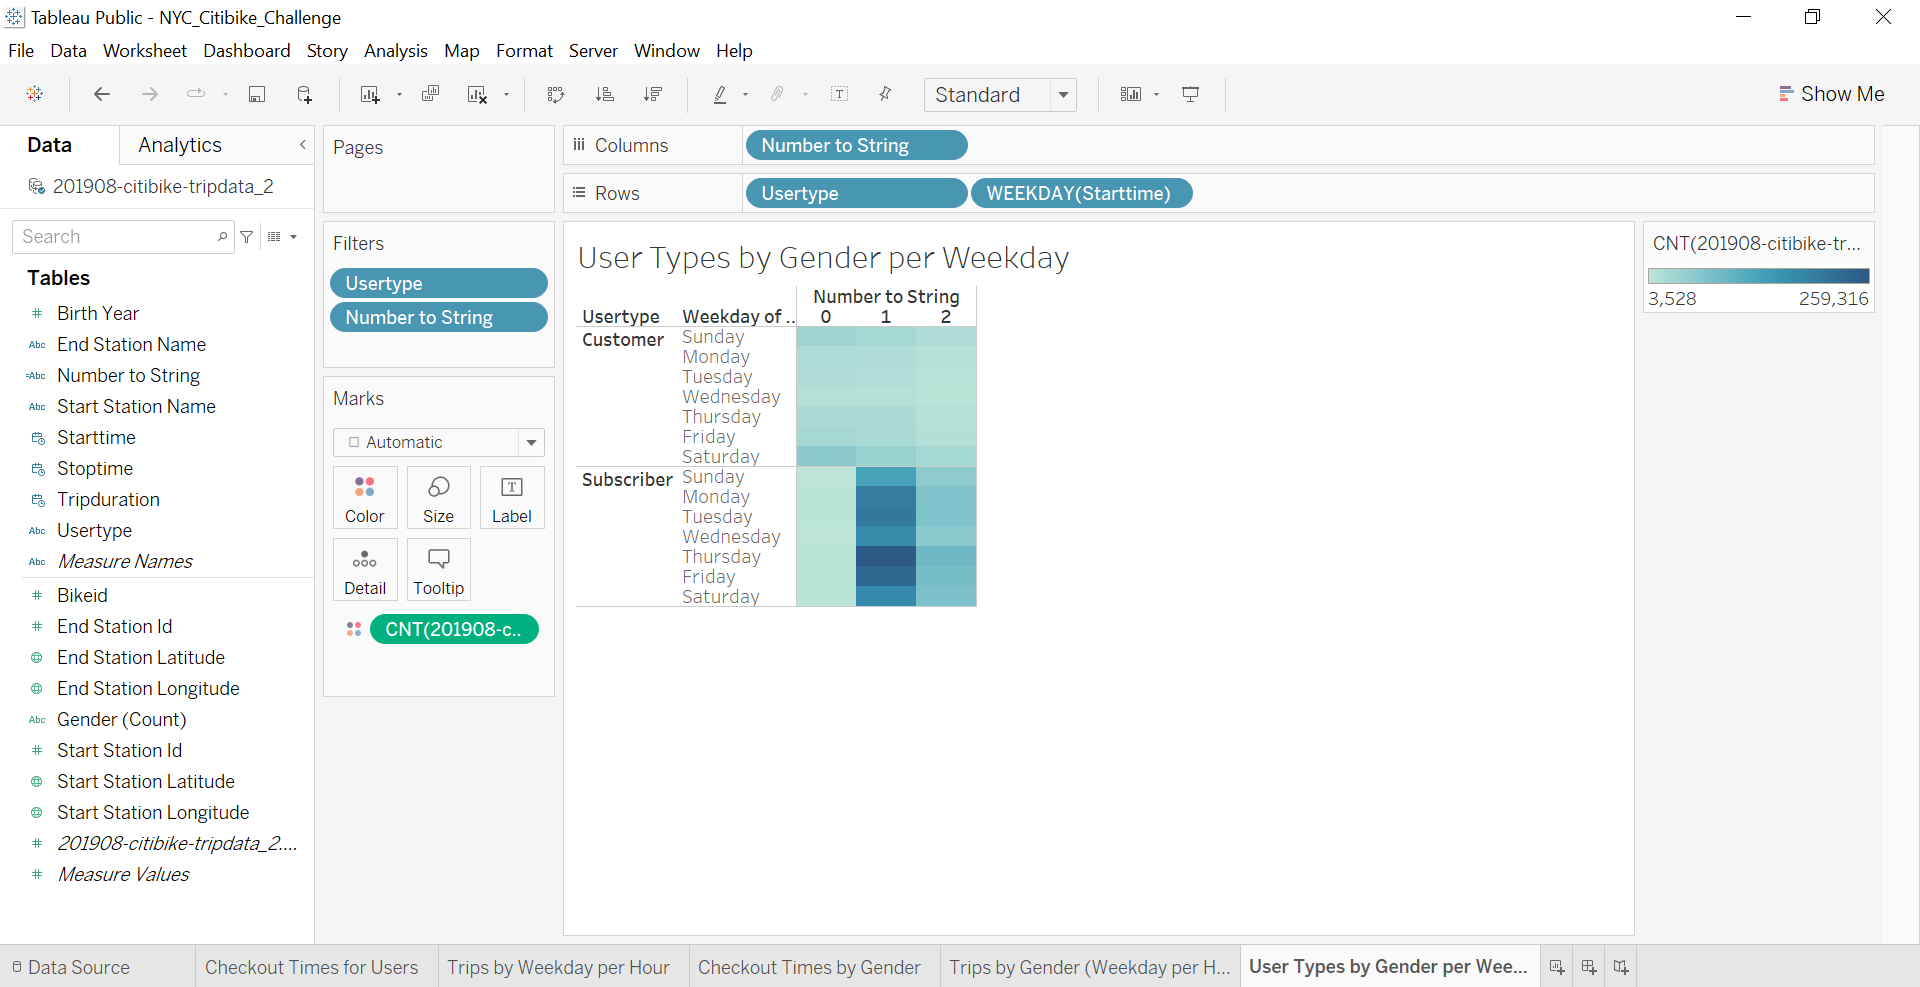 Tableau Public - NYC_Citibike_Challenge
File Data Worksheet Dashboard Story Analysis Map Format Server Window Help
Standard
Show Me
Data Analytics
201908-citibike-tripdata_2
Search
Tables
# Birth Year
Abc End Station Name
=Abc Number to String
Abc Start Station Name
Starttime
Stoptime
Tripduration
Abc Usertype
Abc Measure Names
# Bikeid
# End Station Id
End Station Latitude
End Station Longitude
Abc Gender (Count)
# Start Station Id
Start Station Latitude
Start Station Longitude
# 201908-citibike-tripdata_2....
# Measure Values
Pages
Filters
Usertype
Number to String
Marks
Automatic
Color Size Label
Detail Tooltip
CNT(201908-c..
Columns Number to String
Rows Usertype WEEKDAY(Starttime)
User Types by Gender per Weekday
Number to String
Usertype Weekday of .. 0 1 2
Customer Sunday
Monday
Tuesday
Wednesday
Thursday
Friday
Saturday
Subscriber Sunday
Monday
Tuesday
Wednesday
Thursday
Friday
Saturday
CNT(201908-citibike-tr...
3,528 259,316
Data Source Checkout Times for Users Trips by Weekday per Hour Checkout Times by Gender Trips by Gender (Weekday per H... User Types by Gender per Wee...